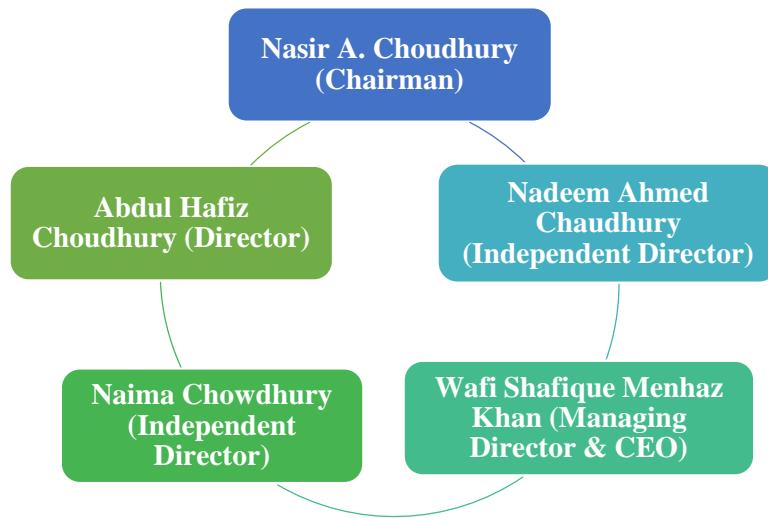 Nasir A. Choudhury
(Chairman)
Nadeem Ahmed
Chaudhury
(Independent Director)
Wafi Shafique Menhaz
Khan (Managing
Director & CEO)
Naima Chowdhury
(Independent
Director)
Abdul Hafiz
Choudhury (Director)